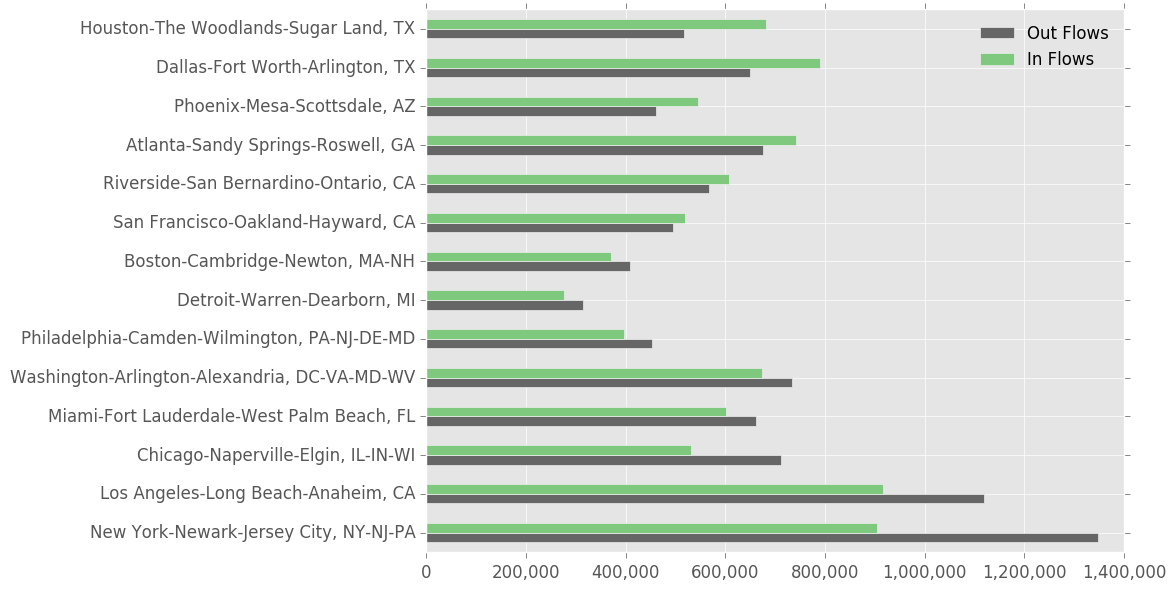 Out Flows
In Flows
Houston-The Woodlands-Sugar Land, TX
Dallas-Fort Worth-Arlington, TX
Phoenix-Mesa-Scottsdale, AZ
Atlanta-Sandy Springs-Roswell, GA
Riverside-San Bernardino-Ontario, CA
San Francisco-Oakland-Hayward, CA
Boston-Cambridge-Newton, MA-NH
Detroit-Warren-Dearborn, MI
Philadelphia-Camden-Wilmington, PA-NJ-DE-MD
Washington-Arlington-Alexandria, DC-VA-MD-WV
Miami-Fort Lauderdale-West Palm Beach, FL
Chicago-Naperville-Elgin, IL-IN-WI
Los Angeles-Long Beach-Anaheim, CA
New York-Newark-Jersey City, NY-NJ-PA
0 200,000 400,000 600,000 800,000 1,000,000 1,200,000 1,400,000